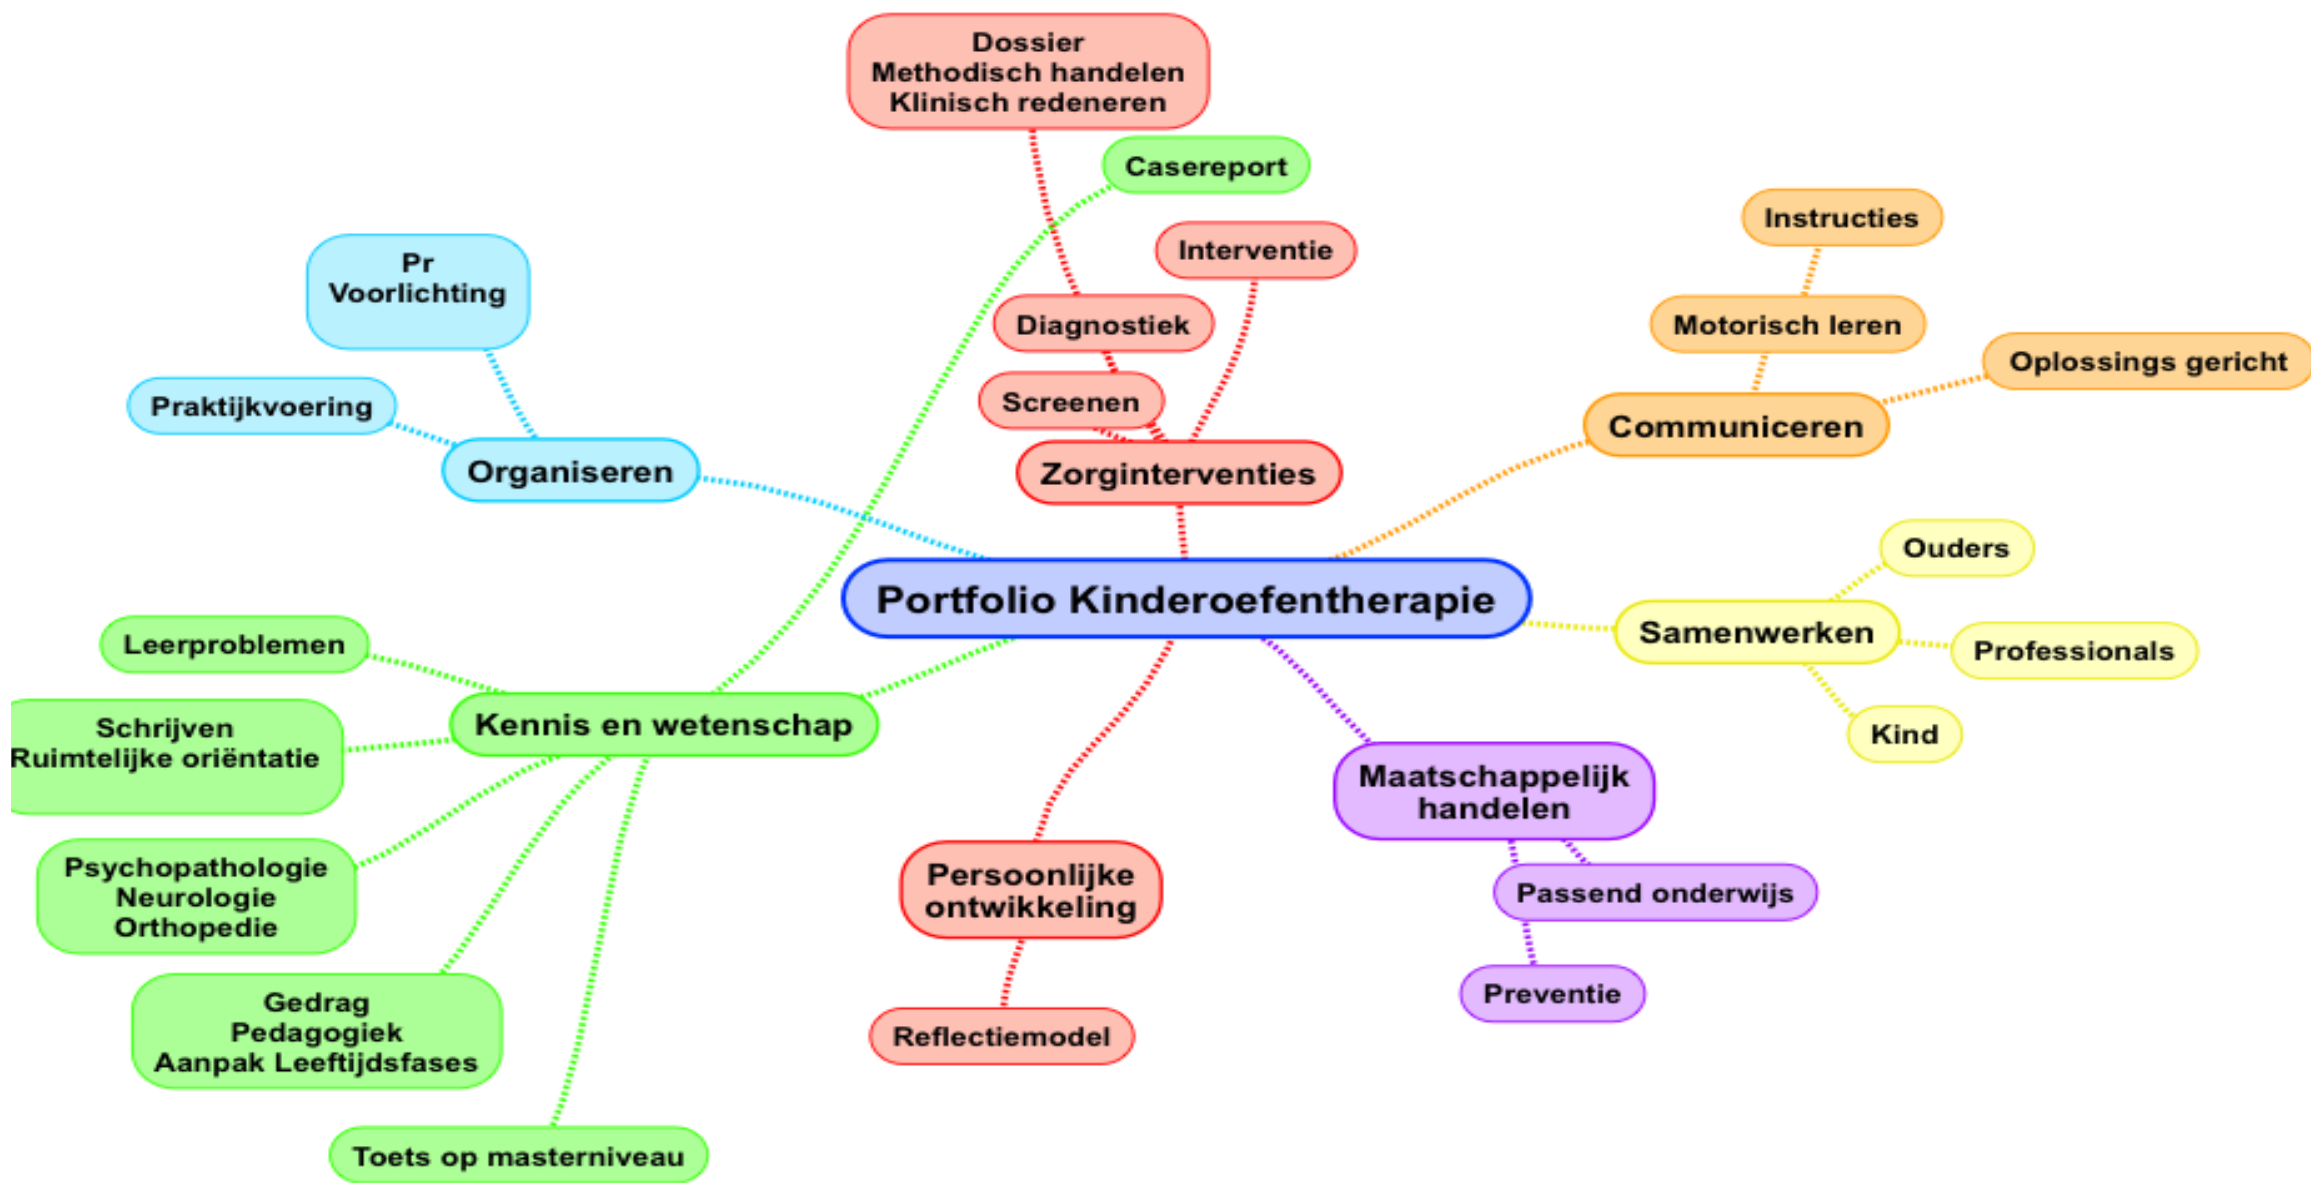 Dossier
Methodisch handelen
Klinisch redeneren
Casereport
Interventie
Diagnostiek
Screenen
Zorginterventies
Instructies
Motorisch leren
Oplossings gericht
Communiceren
Pr
Voorlichting
Praktijkvoering
Organiseren
Portfolio Kinderoefentherapie
Ouders
Samenwerken
Professionals
Kind
Leerproblemen
Kennis en wetenschap
Schrijven
Ruimtelijke oriëntatie
Psychopathologie
Neurologie
Orthopedie
Gedrag
Pedagogiek
Aanpak Leeftijdsfases
Toets op masterniveau
Persoonlijke
ontwikkeling
Reflectiemodel
Maatschappelijk
handelen
Passend onderwijs
Preventie